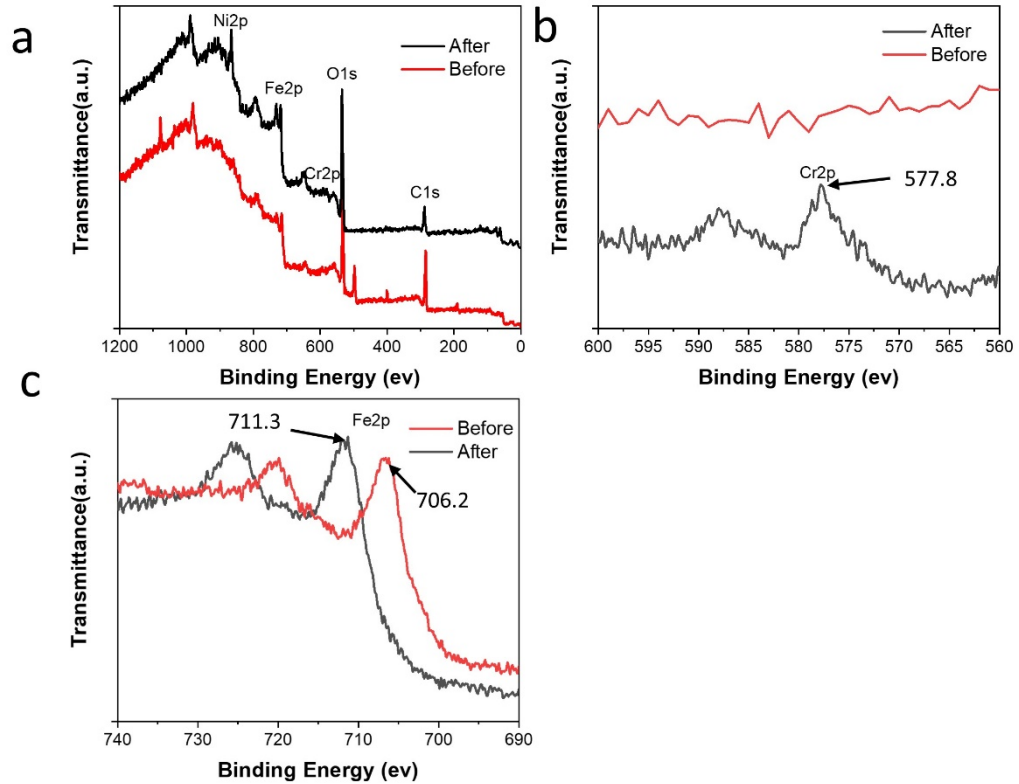 a
Transmittance(a.u.)
Ni2p
Fe2p
Cr2p
O1s
C1s
After
Before
1200 1000 800 600 400 200 0
Binding Energy (ev)
b
Transmittance(a.u.)
After
Before
Cr2p
577.8
600 595 590 585 580 575 570 565 560
Binding Energy (ev)
c
Transmittance(a.u.)
711.3
Fe2p
706.2
Before
After
740 730 720 710 700 690
Binding Energy (ev)